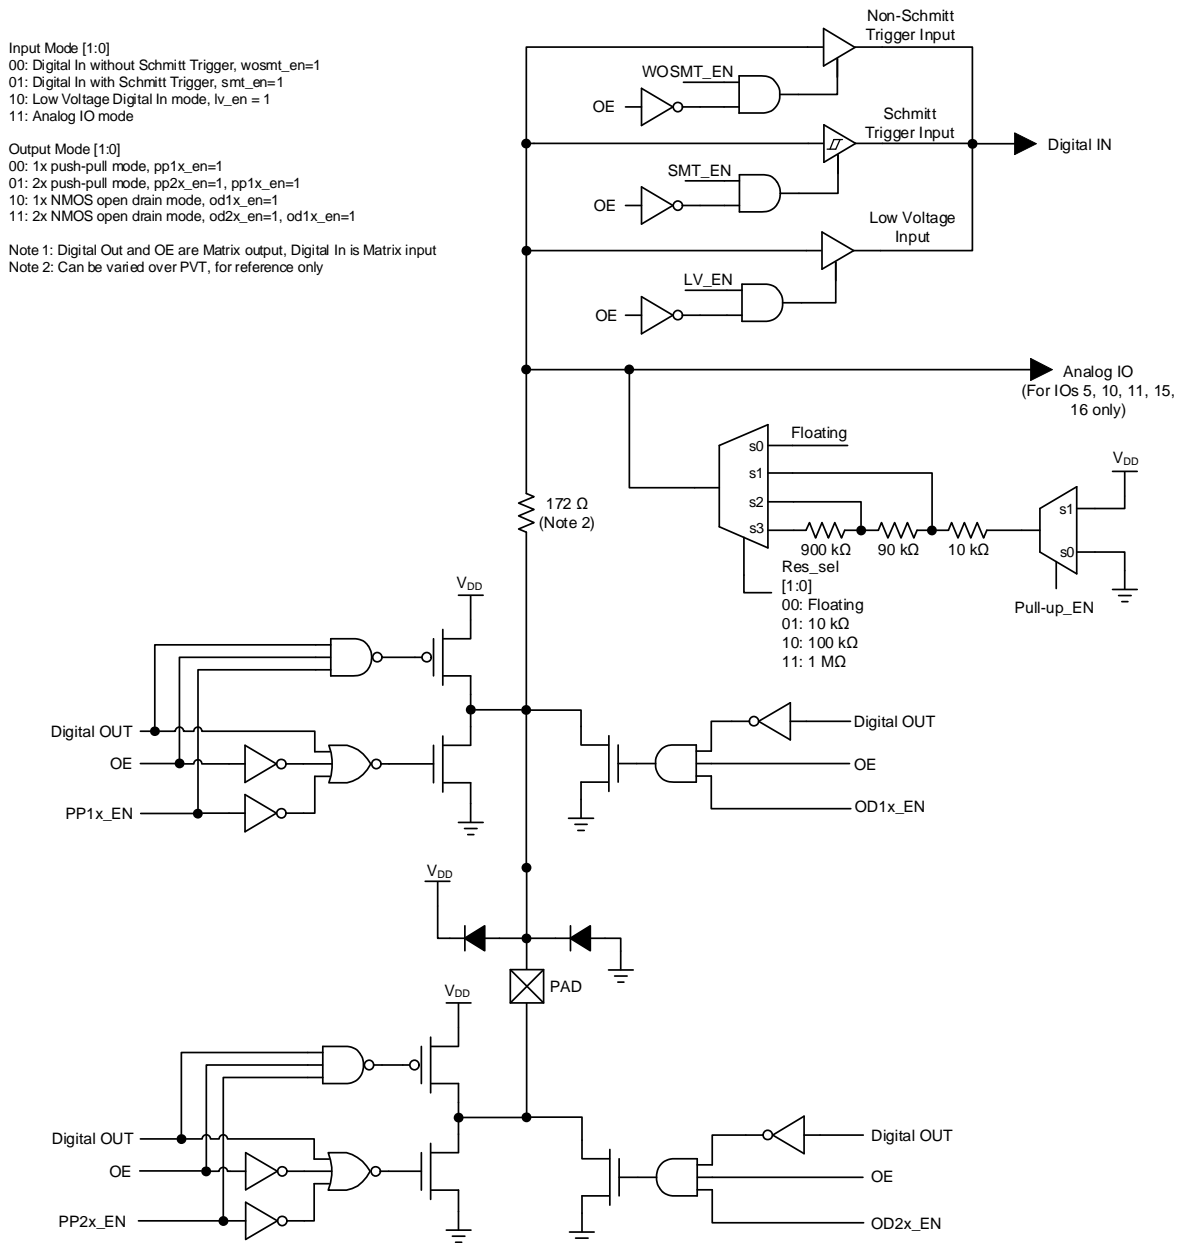 Input Mode [1:0]
00: Digital In without Schmitt Trigger, wosmt_en=1
01: Digital In with Schmitt Trigger, smt_en=1
10: Low Voltage Digital In mode, lv_en = 1
11: Analog IO mode
Output Mode [1:0]
00: 1x push-pull mode, pp1x_en=1
01: 2x push-pull mode, pp2x_en=1, pp1x_en=1
10: 1x NMOS open drain mode, od1x_en=1
11: 2x NMOS open drain mode, od2x_en=1, od1x_en=1
Note 1: Digital Out and OE are Matrix output, Digital In is Matrix input
Note 2: Can be varied over PVT, for reference only
Non-Schmitt
Trigger Input
WOSMT_EN
OE
Schmitt
Trigger Input
Digital IN
SMT_EN
OE
Low Voltage
Input
LV_EN
OE
Analog IO
(For IOs 5, 10, 11, 15,
16 only)
Floating
s0
s1
s2
s3
VDD
s1
s0
172 Ω
(Note 2)
900 kΩ
90 kΩ
10 kΩ
Res_sel
[1:0]
00: Floating
01: 10 kΩ
10: 100 kΩ
11: 1 MΩ
Pull-up_EN
VDD
Digital OUT
OE
PP1x_EN
Digital OUT
OE
OD1x_EN
VDD
PAD
VDD
Digital OUT
OE
PP2x_EN
Digital OUT
OE
OD2x_EN